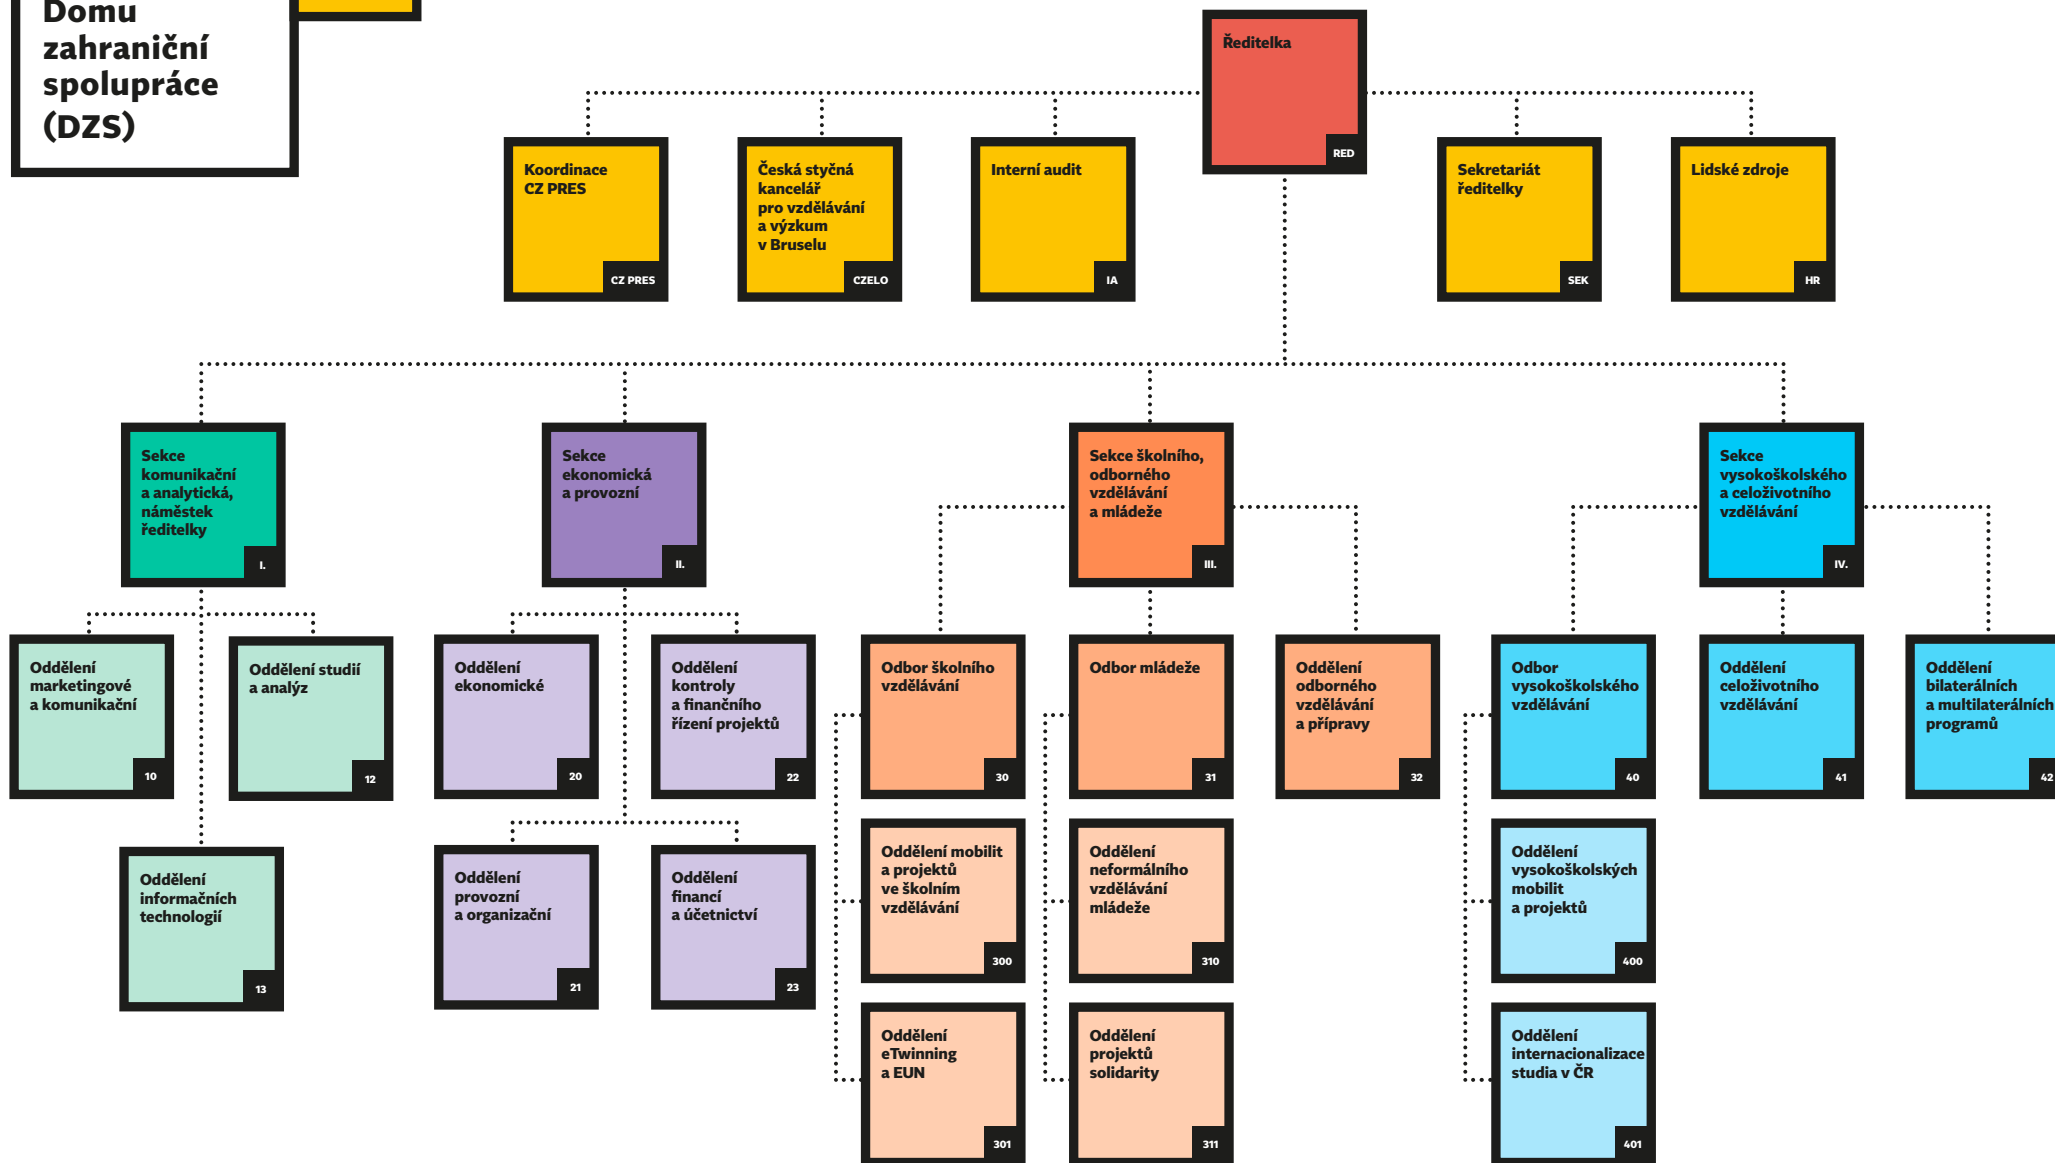 Domu
zahraniční
spolupráce
(DZS)
Ředitelka
RED
Koordinace
CZ PRES
CZ PRES
Česká styčná
kancelář
pro vzdělávání
a výzkum
v Bruselu
CZELO
Interní audit
IA
Sekretariát
ředitelky
SEK
Lidské zdroje
HR
Sekce
komunikační
a analytická,
náměstek
ředitelky
I.
Sekce
ekonomická
a provozní
II.
Sekce školního,
odborného
vzdělávání
a mládeže
III.
Sekce
vysokoškolského
a celoživotního
vzdělávání
IV.
Oddělení
marketingové
a komunikační
10
Oddělení studií
a analýz
12
Oddělení
ekonomické
20
Oddělení
kontroly
a finančního
řízení projektů
22
Odbor školního
vzdělávání
30
Odbor mládeže
31
Oddělení
odborného
vzdělávání
a přípravy
32
Odbor
vysokoškolského
vzdělávání
40
Oddělení
celoživotního
vzdělávání
41
Oddělení
bilaterálních
a multilaterálních
programů
42
Oddělení
informačních
technologií
13
Oddělení
provozní
a organizační
21
Oddělení
financí
a účetnictví
23
Oddělení mobilit
a projektů
ve školním
vzdělávání
300
Oddělení
neformálního
vzdělávání
mládeže
310
Oddělení
vysokoškolských
mobilit
a projektů
400
Oddělení
eTwinning
a EUN
301
Oddělení
projektů
solidarity
311
Oddělení
internacionalizace
studia v ČR
401